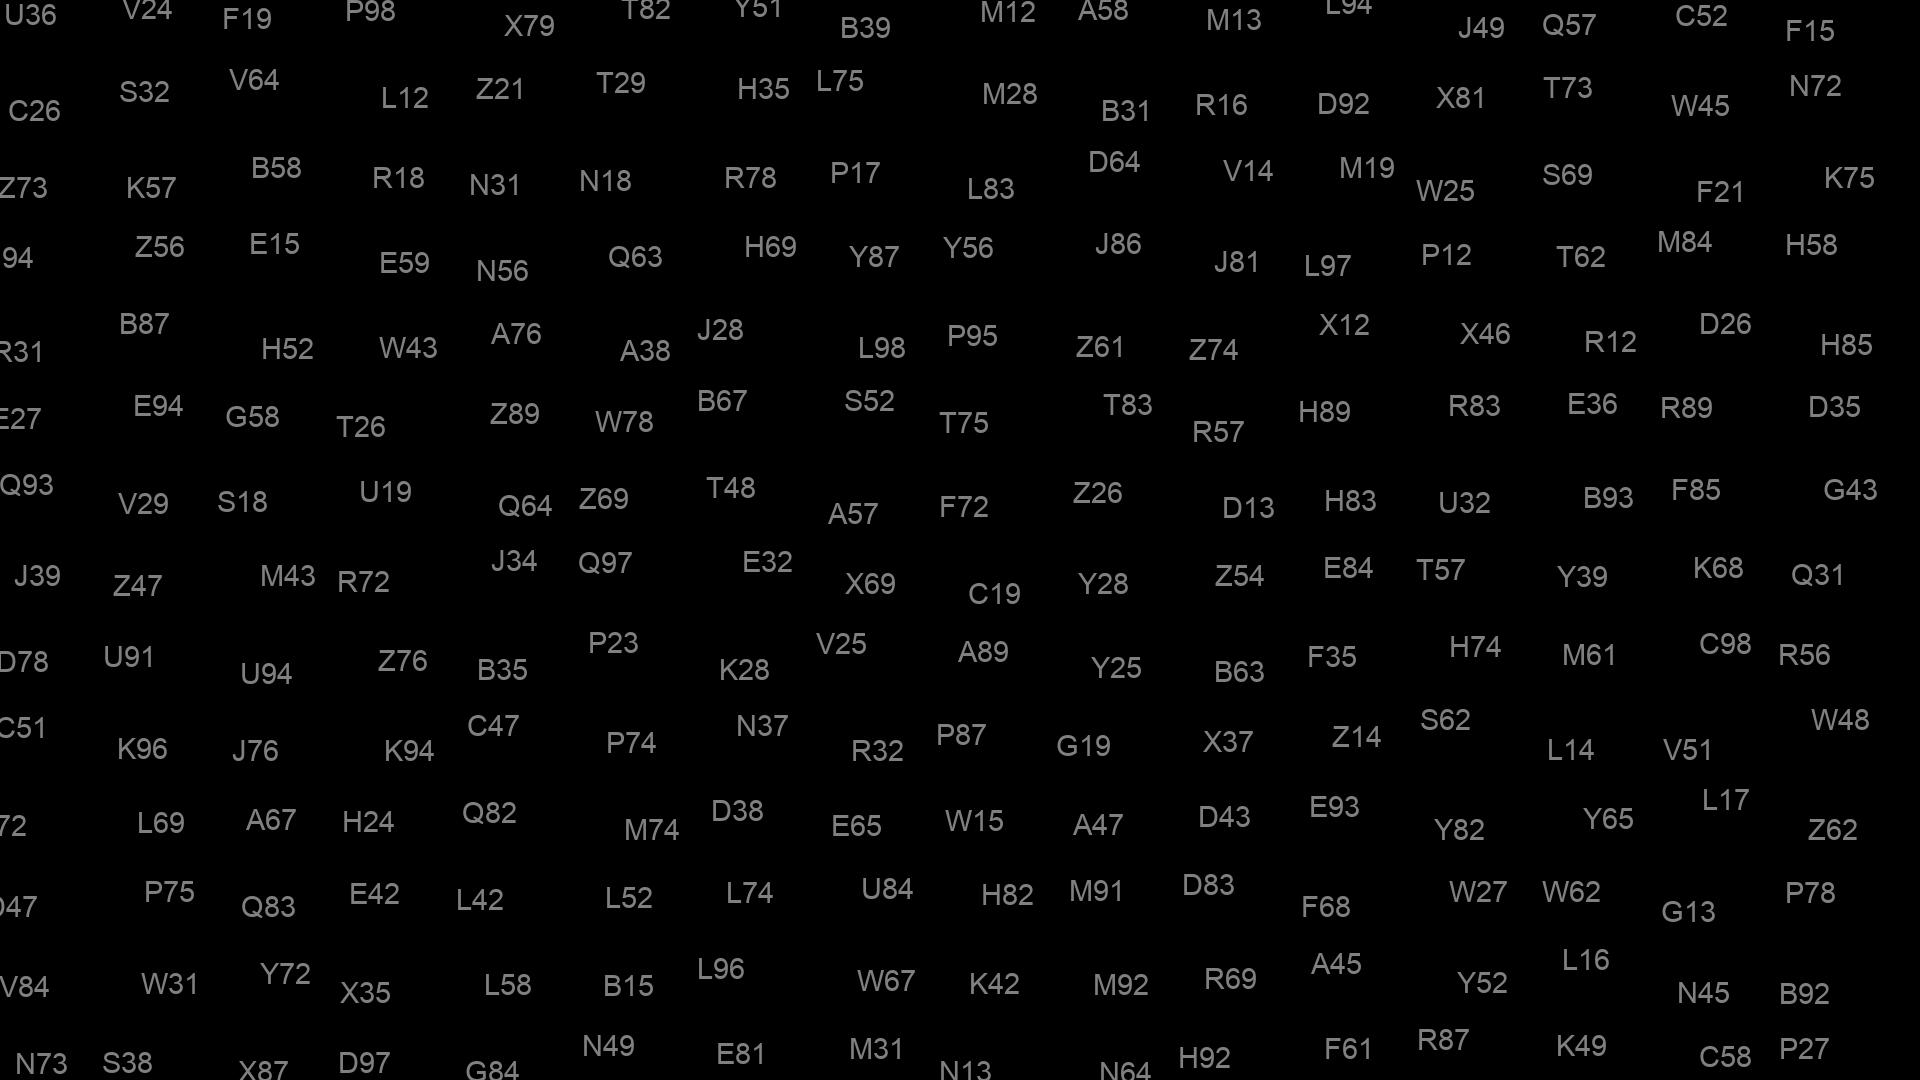 U36 V24 F19 P98 X79 T82 Y51 B39 M12 A58 M13 L94 J49 Q57 C52 F15
C26 S32 V64 L12 Z21 T29 H35 L75 M28 B31 R16 D92 X81 T73 W45 N72
Z73 K57 B58 R18 N31 N18 R78 P17 L83 D64 V14 M19 W25 S69 F21 K75
94 Z56 E15 E59 N56 Q63 H69 Y87 Y56 J86 J81 L97 P12 T62 M84 H58
R31 B87 H52 W43 A76 A38 J28 L98 P95 Z61 Z74 X12 X46 R12 D26 H85
E27 E94 G58 T26 Z89 W78 B67 S52 T75 T83 R57 H89 R83 E36 R89 D35
Q93 V29 S18 U19 Q64 Z69 T48 A57 F72 Z26 D13 H83 U32 B93 F85 G43
J39 Z47 M43 R72 J34 Q97 E32 X69 C19 Y28 Z54 E84 T57 Y39 K68 Q31
D78 U91 U94 Z76 B35 P23 K28 V25 A89 Y25 B63 F35 H74 M61 C98 R56
C51 K96 J76 K94 C47 P74 N37 R32 P87 G19 X37 Z14 S62 L14 V51 W48
72 L69 A67 H24 Q82 M74 D38 E65 W15 A47 D43 E93 Y82 Y65 L17 Z62
47 P75 Q83 E42 L42 L52 L74 U84 H82 M91 D83 F68 W27 W62 G13 P78
V84 W31 Y72 X35 L58 B15 L96 W67 K42 M92 R69 A45 Y52 L16 N45 B92
N73 S38 X87 D97 G84 N49 E81 M31 N13 N64 H92 F61 R87 K49 C58 P27